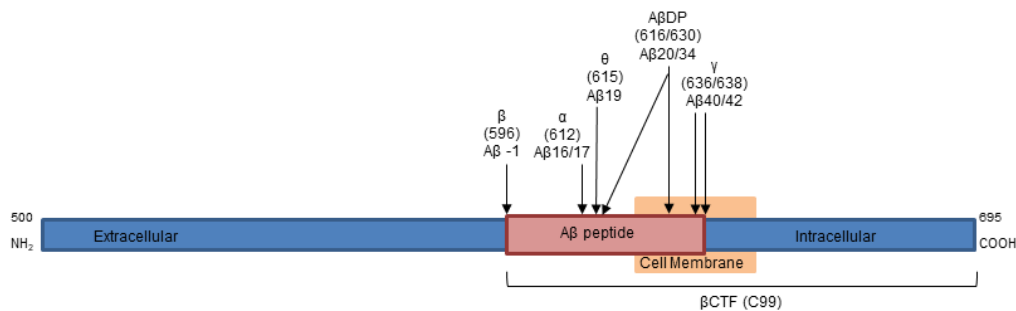 AβDP
(616/630)
Aβ20/34
θ
(615)
Aβ19
γ
(636/638)
Aβ40/42
β
(596)
Aβ -1
α
(612)
Aβ16/17
500
NH₂
Extracellular
Aβ peptide
Intracellular
695
COOH
Cell Membrane
βCTF (C99)